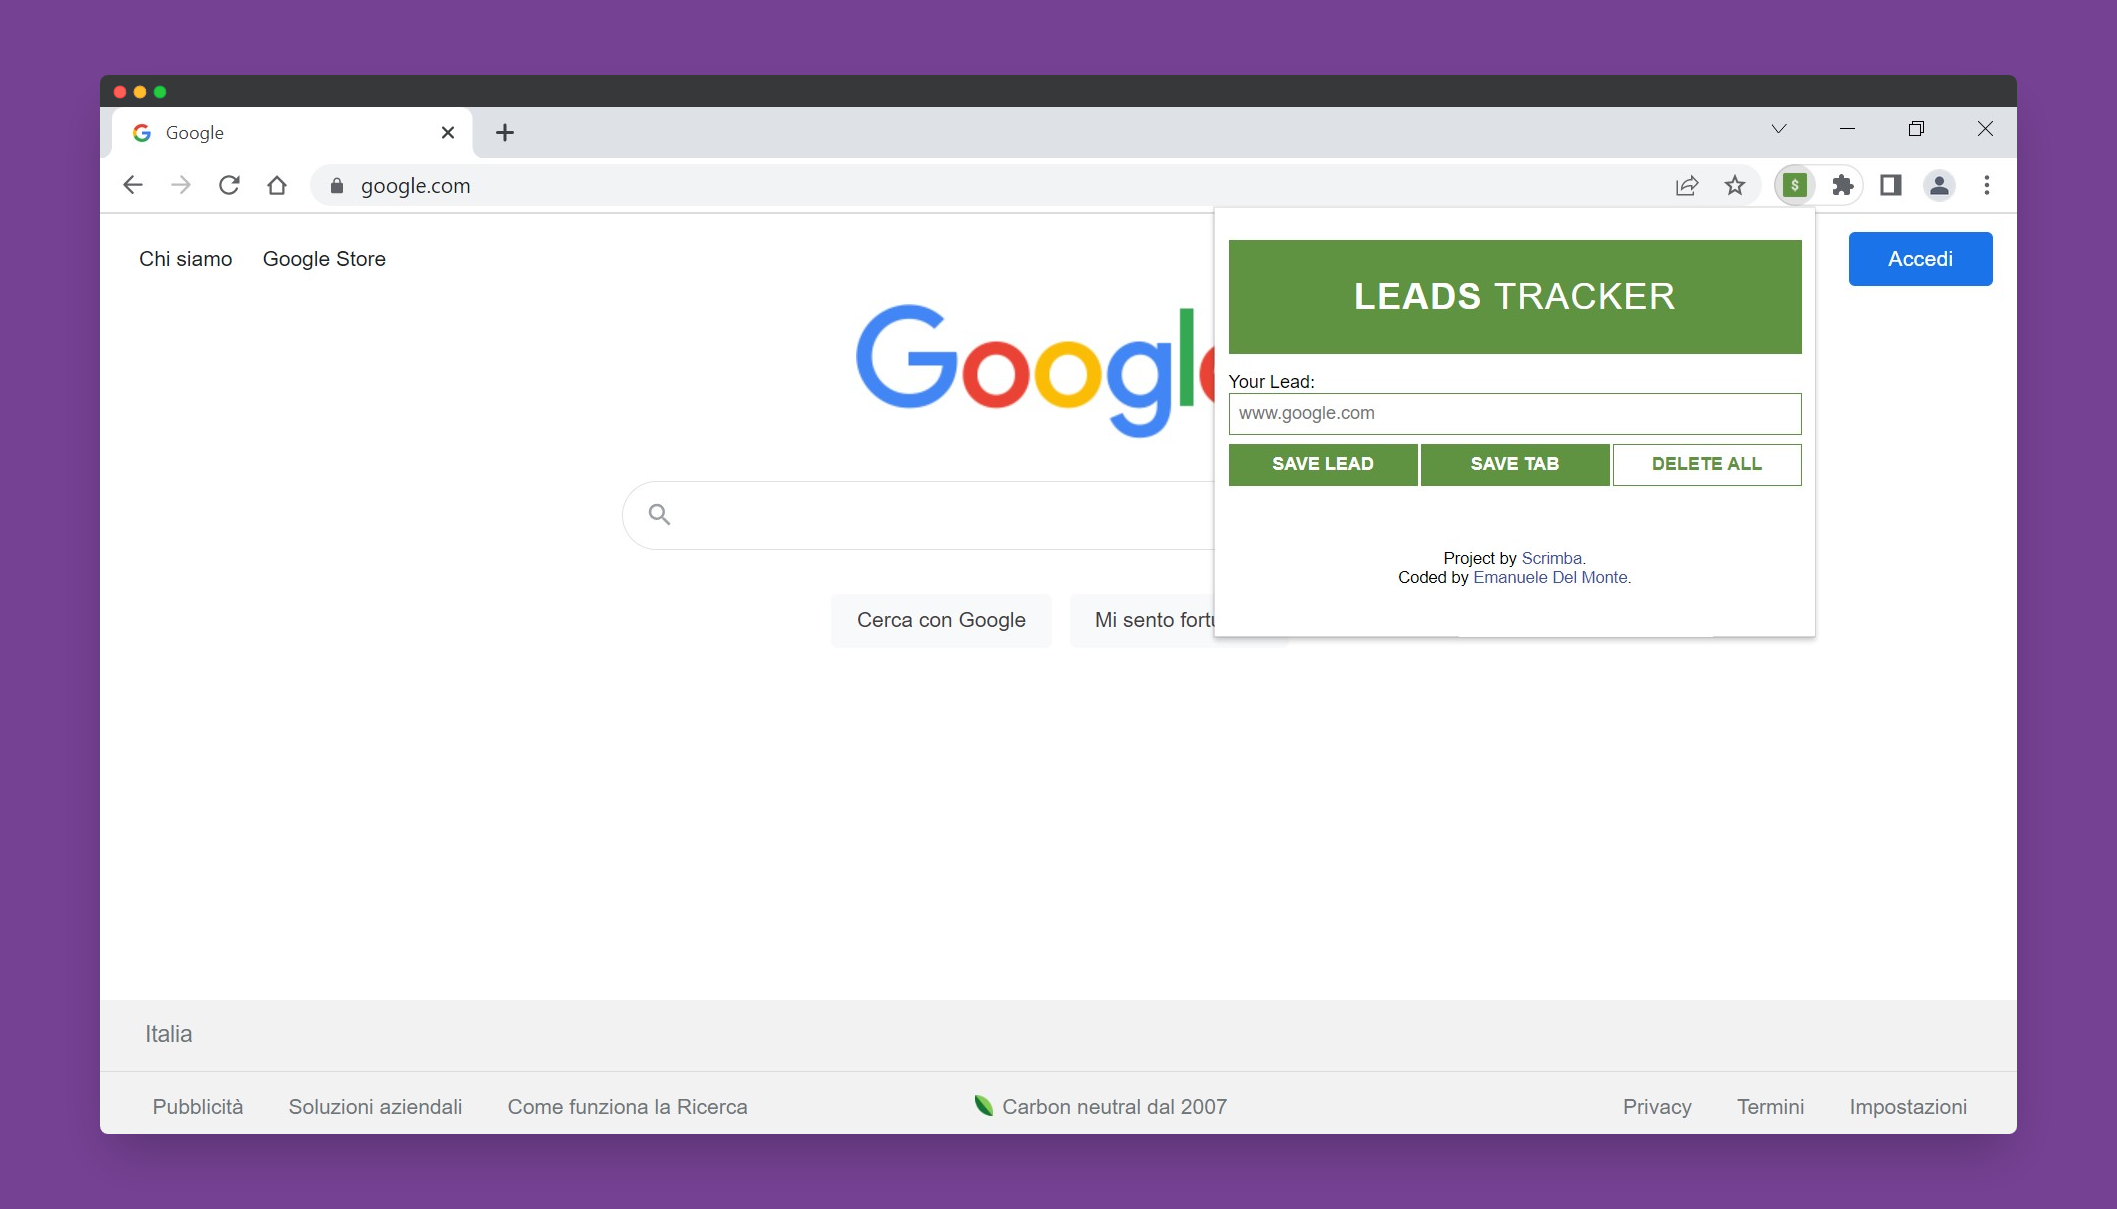 Google
google.com
Chi siamo Google Store
Accedi
Google
LEADS TRACKER
Your Lead:
www.google.com
SAVE LEAD SAVE TAB DELETE ALL
Project by Scrimba.
Coded by Emanuele Del Monte.
Cerca con Google Mi sento
Italia
Pubblicità Soluzioni aziendali Come funziona la Ricerca Carbon neutral dal 2007 Privacy Termini Impostazioni